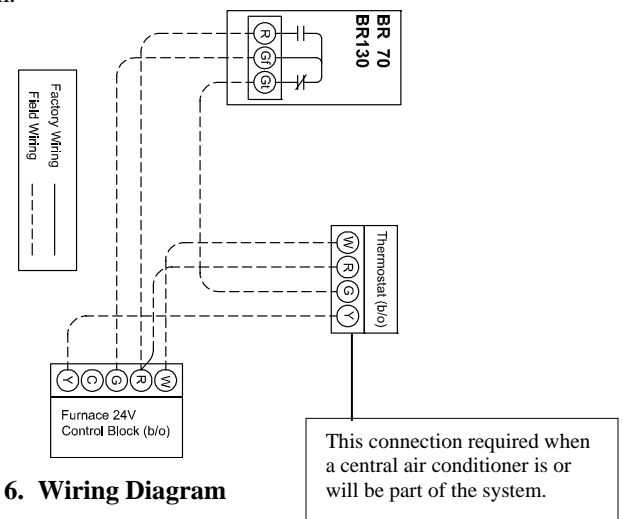 BR 70
BR130
R
Gf
Gt
Factory Wiring
Field Wiring
Thermostat (b/o)
W
R
G
Y
Y
C
G
R
W
Furnace 24V
Control Block (b/o)
This connection required when
a central air conditioner is or
will be part of the system.
6. Wiring Diagram